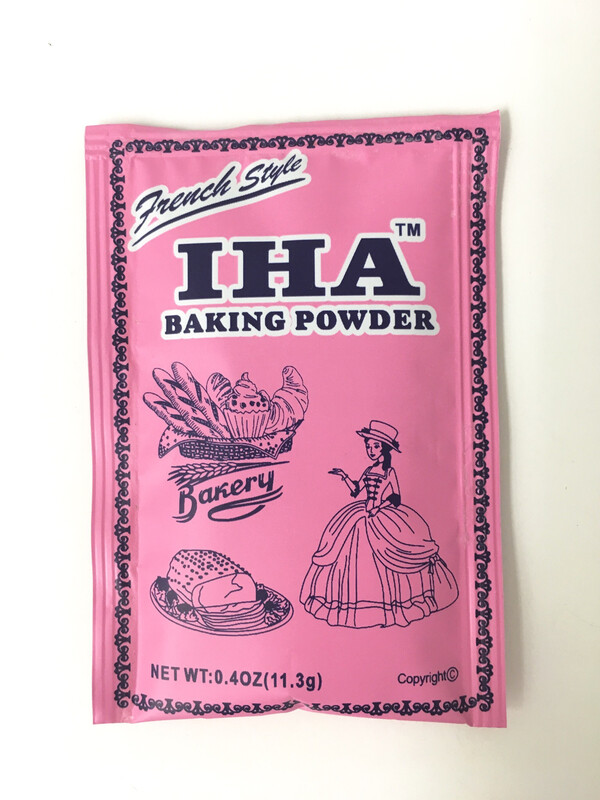 French Style
IHA™
BAKING POWDER
Bakery
NET WT:0.4OZ(11.3g)
Copyright©